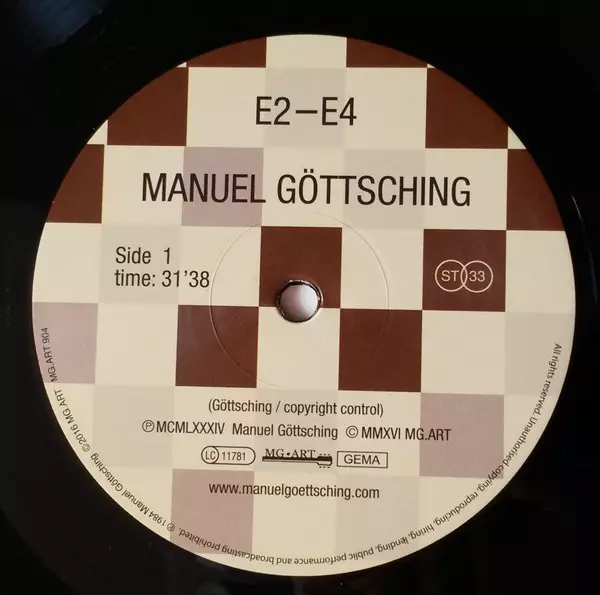 E2–E4
MANUEL GÖTTSCHING
Side 1
time: 31'38
ST 33
(Göttsching / copyright control)
Ⓟ MCMLXXXIV Manuel Göttsching © MMXVI MG.ART
LC 11781
MG•ART
GEMA
www.manuelgoettsching.com
All rights reserved. Unauthorised copying, reproducing, hiring, lending, public performance and broadcasting prohibited. ℗ 1984 Manuel Göttsching © 2016 MG.ART MG.ART 904